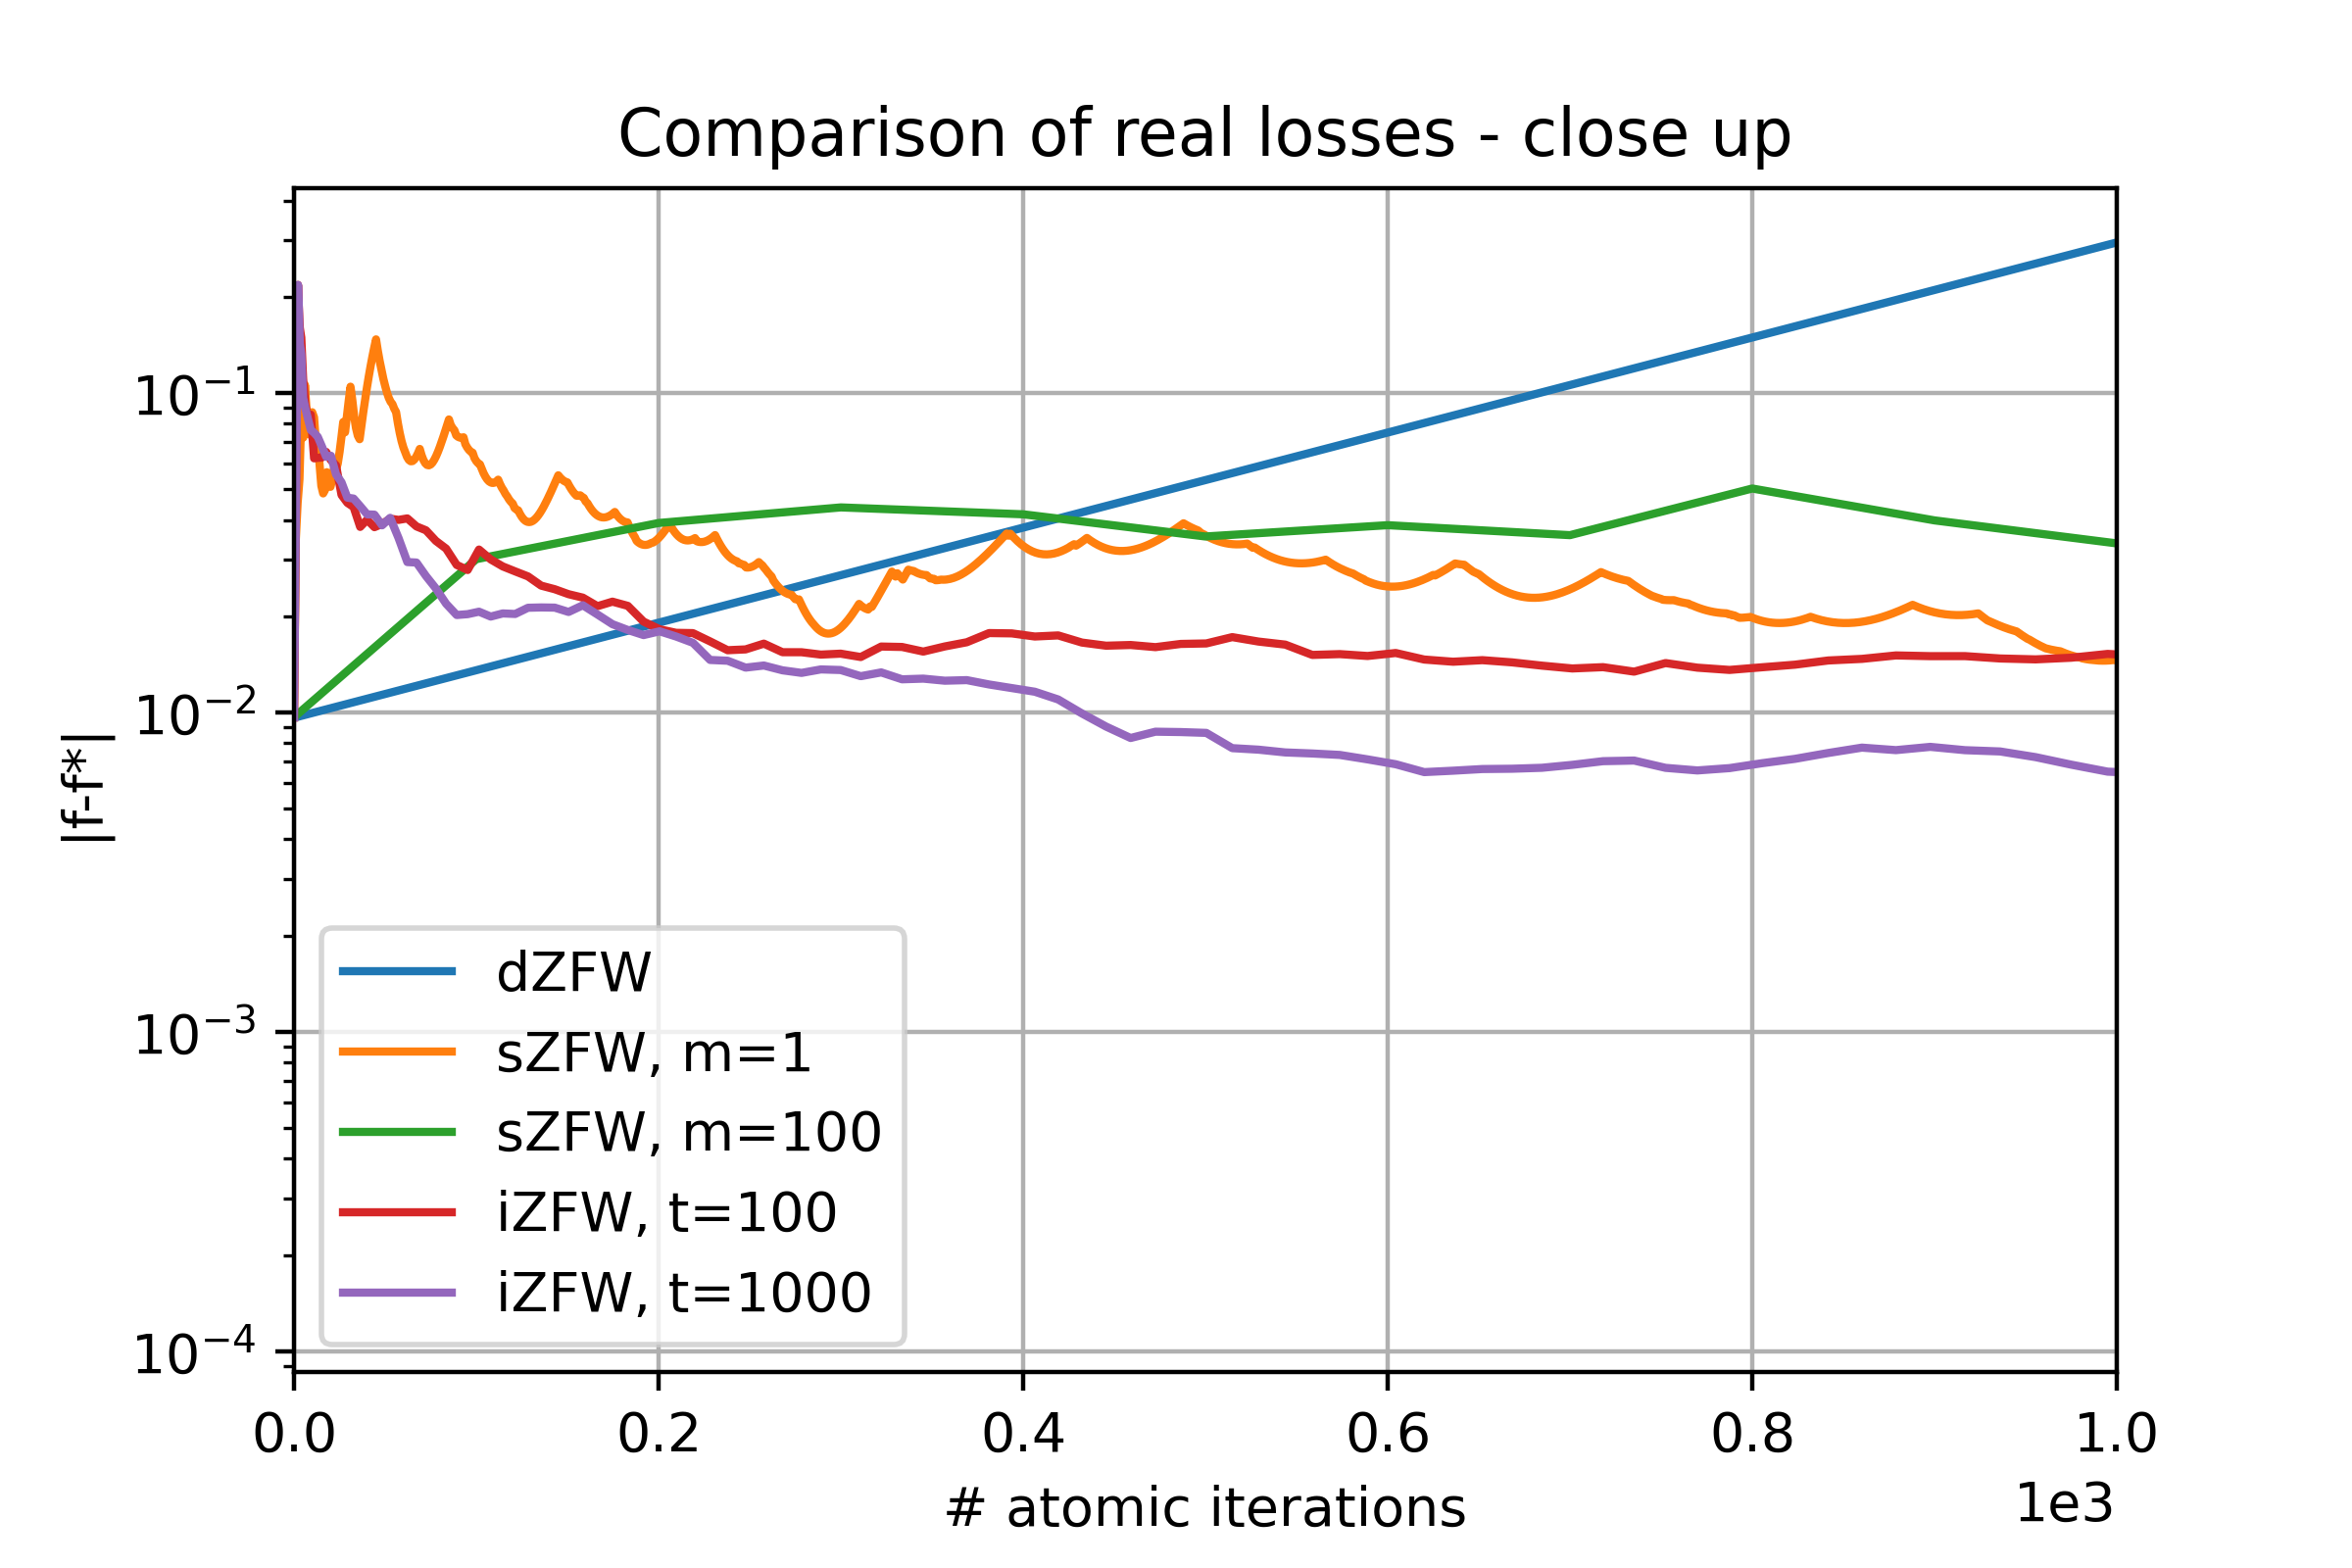 Comparison of real losses - close up
|f-f*|
10⁻¹
10⁻²
10⁻³
10⁻⁴
dZFW
sZFW, m=1
sZFW, m=100
iZFW, t=100
iZFW, t=1000
0.0 0.2 0.4 0.6 0.8 1.0
1e3
# atomic iterations